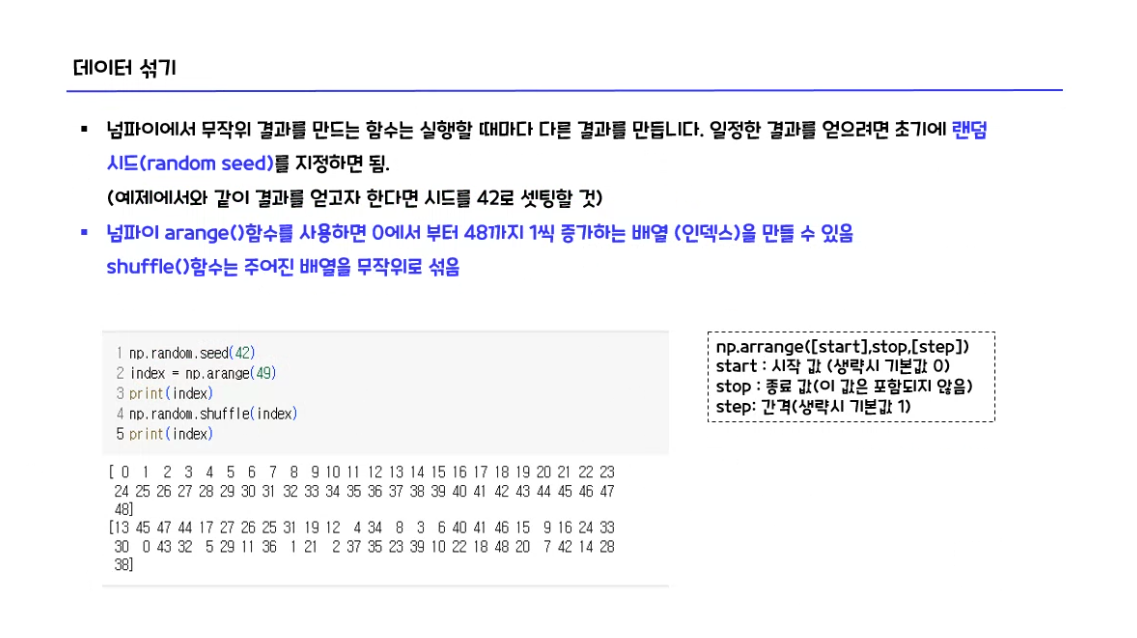 데이터 섞기
▪ 넘파이에서 무작위 결과를 만드는 함수는 실행할 때마다 다른 결과를 만듭니다. 일정한 결과를 얻으려면 초기에 랜덤
시드(random seed)를 지정하면 됨.
(예제에서와 같이 결과를 얻고자 한다면 시드를 42로 셋팅할 것)
▪ 넘파이 arange()함수를 사용하면 0에서 부터 48까지 1씩 증가하는 배열 (인덱스)을 만들 수 있음
shuffle()함수는 주어진 배열을 무작위로 섞음
1 np.random.seed(42)
2 index = np.arange(49)
3 print(index)
4 np.random.shuffle(index)
5 print(index)
[ 0 1 2 3 4 5 6 7 8 9 10 11 12 13 14 15 16 17 18 19 20 21 22 23
24 25 26 27 28 29 30 31 32 33 34 35 36 37 38 39 40 41 42 43 44 45 46 47
48]
[13 45 47 44 17 27 26 25 31 19 12 4 34 8 3 6 40 41 46 15 9 16 24 33
30 0 43 32 5 29 11 36 1 21 2 37 35 23 39 10 22 18 48 20 7 42 14 28
38]
np.arrange([start],stop,[step])
start : 시작 값 (생략시 기본값 0)
stop : 종료 값(이 값은 포함되지 않음)
step: 간격(생략시 기본값 1)